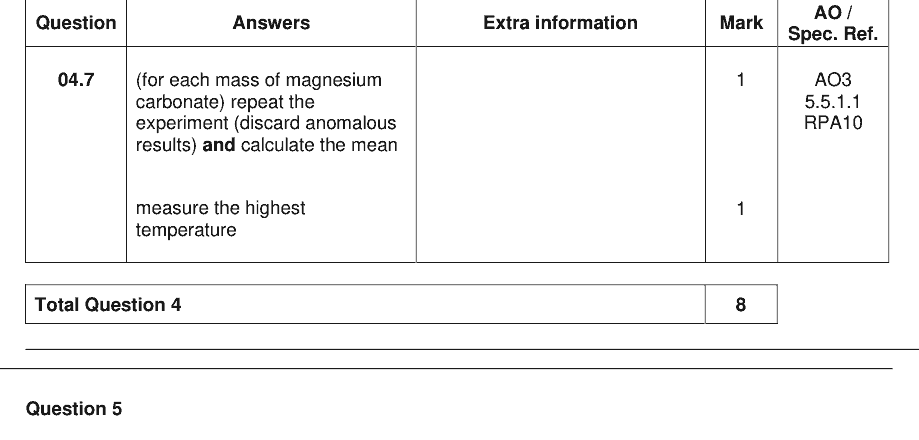 Question Answers Extra information Mark AO /
Spec. Ref.
04.7 (for each mass of magnesium 1 AO3
carbonate) repeat the 5.5.1.1
experiment (discard anomalous RPA10
results) and calculate the mean
measure the highest 1
temperature
Total Question 4 8
Question 5